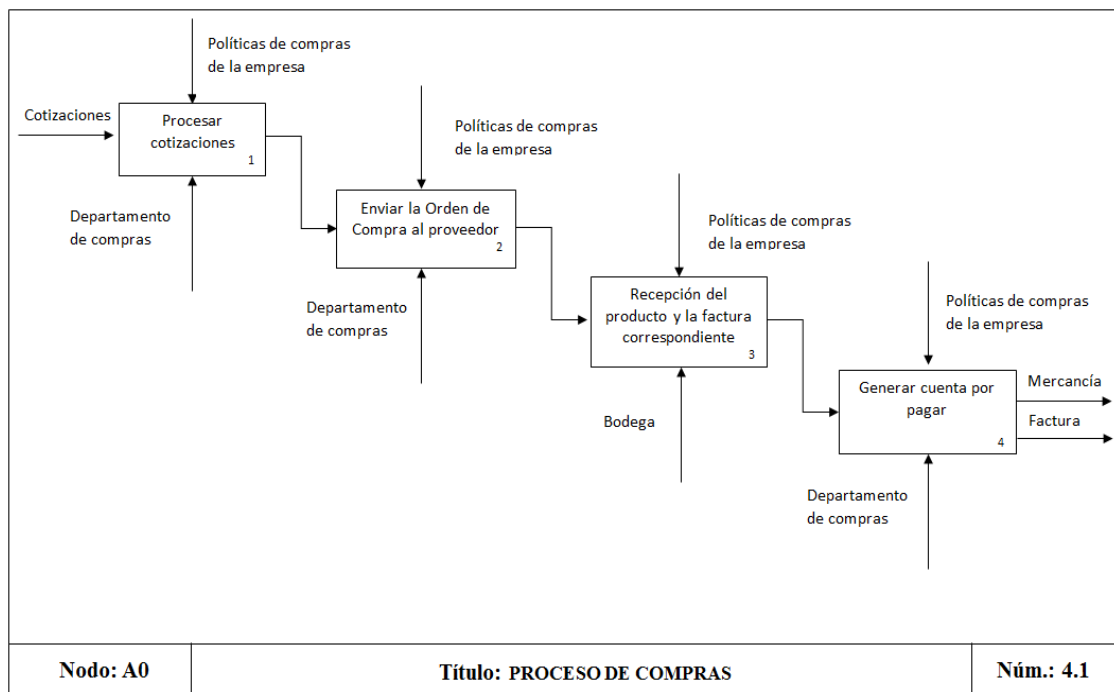 Políticas de compras
de la empresa
Cotizaciones
Procesar
cotizaciones
1
Departamento
de compras
Políticas de compras
de la empresa
Enviar la Orden de
Compra al proveedor
2
Departamento
de compras
Políticas de compras
de la empresa
Recepción del
producto y la factura
correspondiente
3
Bodega
Políticas de compras
de la empresa
Generar cuenta por
pagar
4
Mercancía
Factura
Departamento
de compras
Nodo: A0
Título: PROCESO DE COMPRAS
Núm.: 4.1